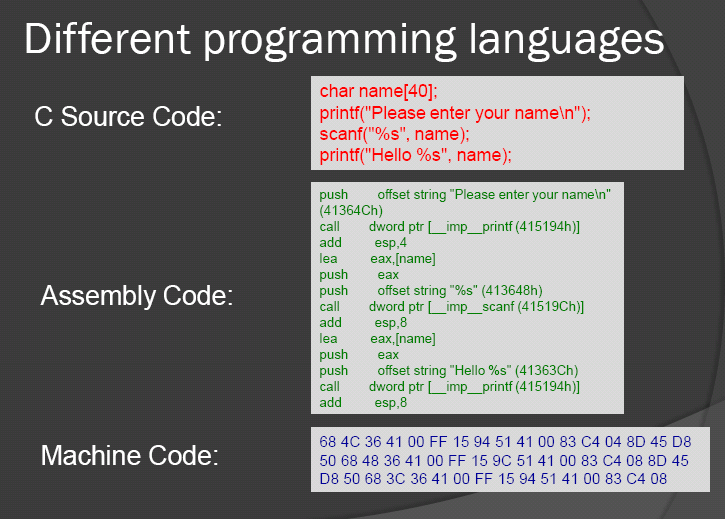 Different programming languages
C Source Code:
char name[40];
printf("Please enter your name\n");
scanf("%s", name);
printf("Hello %s", name);
Assembly Code:
push offset string "Please enter your name\n"
(41364Ch)
call dword ptr [__imp__printf (415194h)]
add esp,4
lea eax,[name]
push eax
push offset string "%s" (413648h)
call dword ptr [__imp__scanf (41519Ch)]
add esp,8
lea eax,[name]
push eax
push offset string "Hello %s" (41363Ch)
call dword ptr [__imp__printf (415194h)]
add esp,8
Machine Code:
68 4C 36 41 00 FF 15 94 51 41 00 83 C4 04 8D 45 D8
50 68 48 36 41 00 FF 15 9C 51 41 00 83 C4 08 8D 45
D8 50 68 3C 36 41 00 FF 15 94 51 41 00 83 C4 08